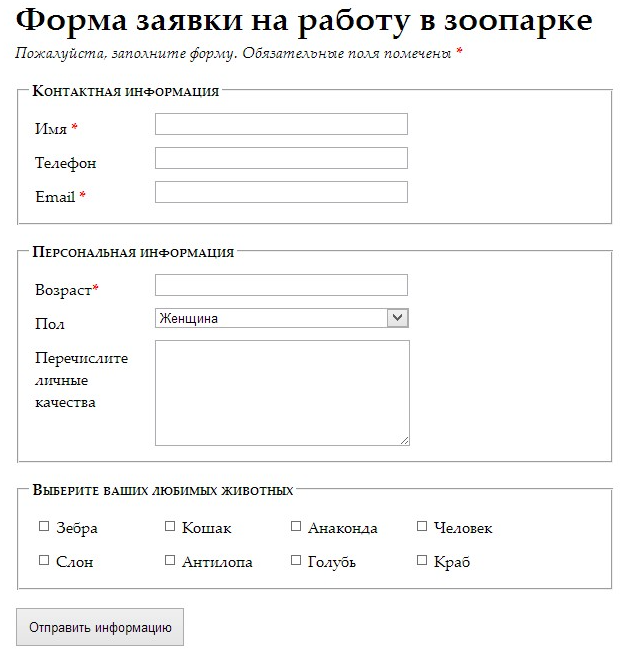 Форма заявки на работу в зоопарке
Пожалуйста, заполните форму. Обязательные поля помечены *
Контактная информация
Имя *
Телефон
Email *
Персональная информация
Возраст*
Пол Женщина
Перечислите
личные
качества
Выберите ваших любимых животных
Зебра Кошак Анаконда Человек
Слон Антилопа Голубь Краб
Отправить информацию